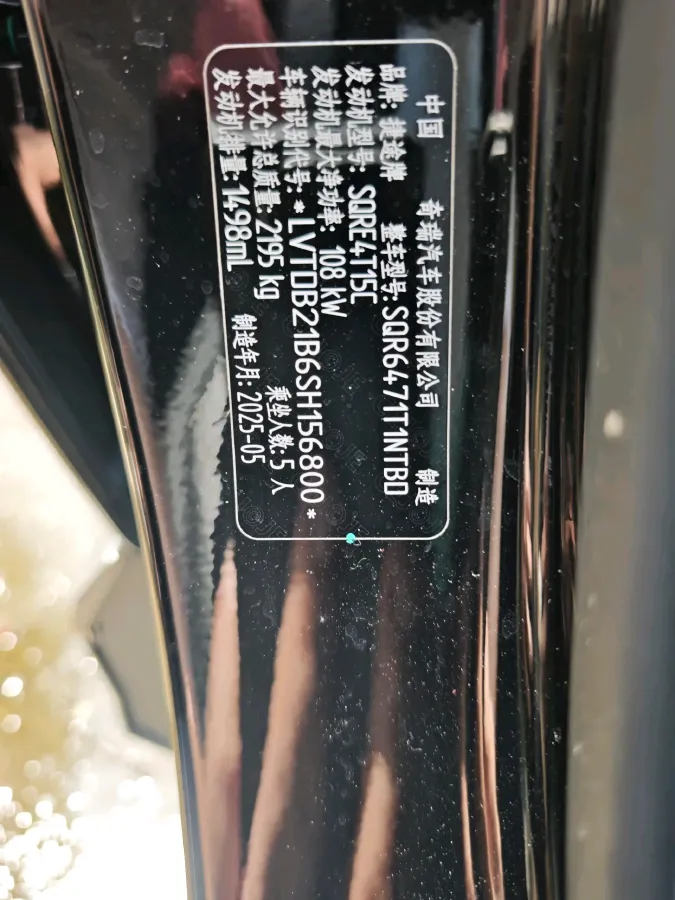 中国 奇瑞汽车股份有限公司 制造
品牌: 捷途牌 整车型号: SQR6471T1NTBD
发动机型号: SQRE4T15C
发动机最大净功率: 108 kW
车辆识别代号: *LVTDB21B6SH156800*
最大允许总质量: 2195 kg 乘坐人数: 5 人
发动机排量: 1498mL 制造年月: 2025-05